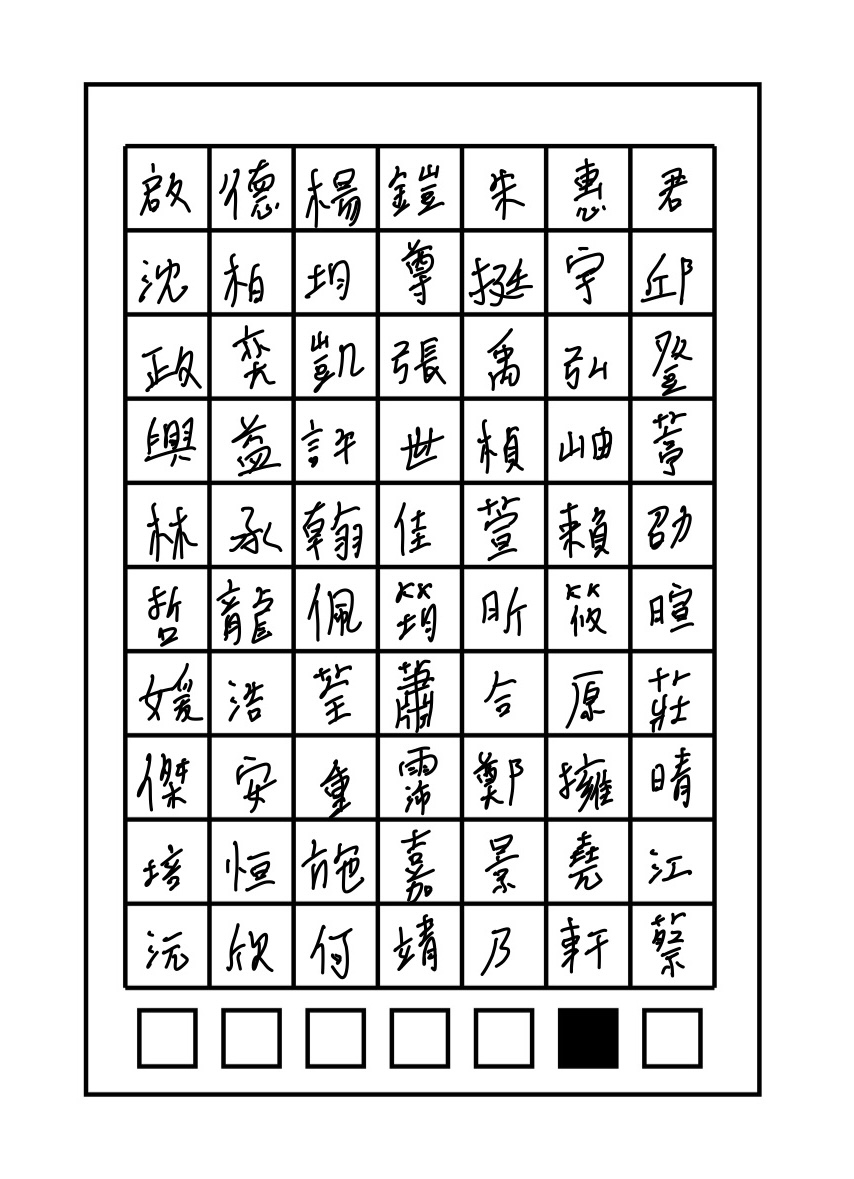 啟德楊鎧朱惠君
沈柏均尊挺宇邱
政奕凱張禹弘登
興益許世楨岫葶
林承翰佳萱賴邵
哲龍佩筠昕筱暄
媛浩荃蕭合原莊
傑安重霈鄭擁晴
培恒施嘉景堯江
沅欣何靖乃軒蔡